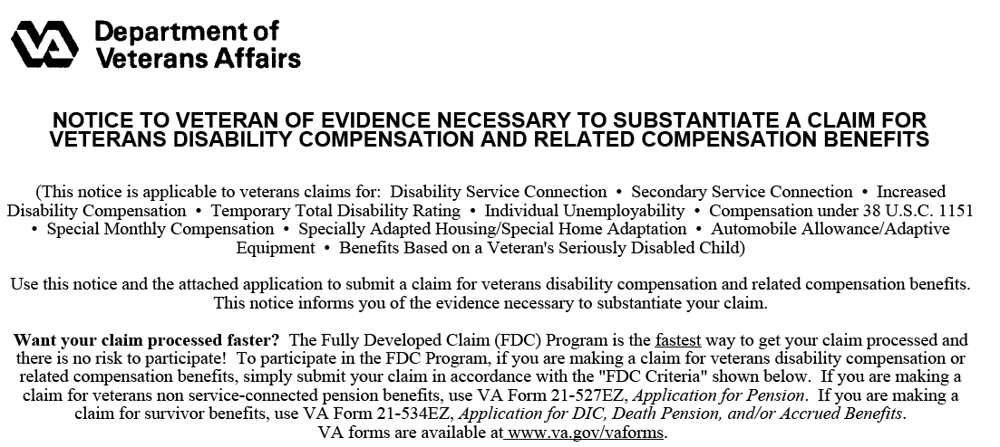 VA
Department of
Veterans Affairs
NOTICE TO VETERAN OF EVIDENCE NECESSARY TO SUBSTANTIATE A CLAIM FOR
VETERANS DISABILITY COMPENSATION AND RELATED COMPENSATION BENEFITS
(This notice is applicable to veterans claims for:  Disability Service Connection  •  Secondary Service Connection  •  Increased
Disability Compensation  •  Temporary Total Disability Rating  •  Individual Unemployability  •  Compensation under 38 U.S.C. 1151
•  Special Monthly Compensation  •  Specially Adapted Housing/Special Home Adaptation  •  Automobile Allowance/Adaptive
Equipment  •  Benefits Based on a Veteran's Seriously Disabled Child)
Use this notice and the attached application to submit a claim for veterans disability compensation and related compensation benefits.
This notice informs you of the evidence necessary to substantiate your claim.
Want your claim processed faster?  The Fully Developed Claim (FDC) Program is the fastest way to get your claim processed and
there is no risk to participate!  To participate in the FDC Program, if you are making a claim for veterans disability compensation or
related compensation benefits, simply submit your claim in accordance with the "FDC Criteria" shown below.  If you are making a
claim for veterans non service-connected pension benefits, use VA Form 21-527EZ, Application for Pension.  If you are making a
claim for survivor benefits, use VA Form 21-534EZ, Application for DIC, Death Pension, and/or Accrued Benefits.
VA forms are available at www.va.gov/vaforms.